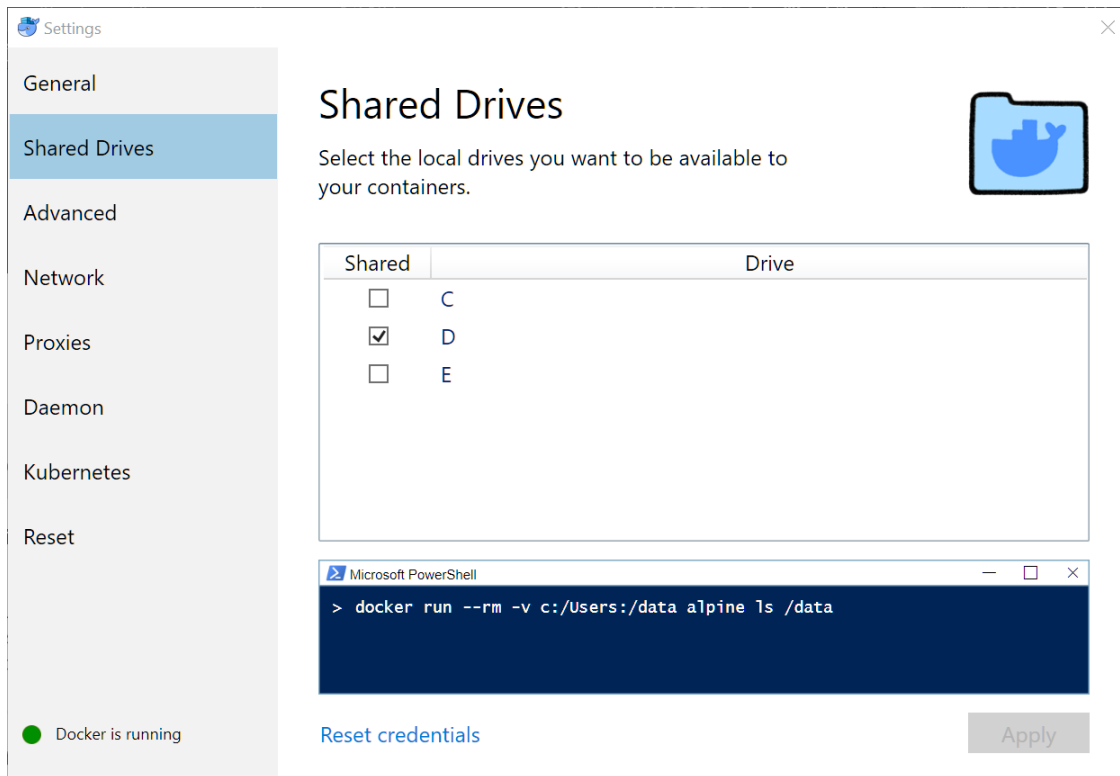 Settings
General
Shared Drives
Advanced
Network
Proxies
Daemon
Kubernetes
Reset
Docker is running
Shared Drives
Select the local drives you want to be available to
your containers.
Shared Drive
C
D
E
Microsoft PowerShell
> docker run --rm -v c:/Users:/data alpine ls /data
Reset credentials
Apply